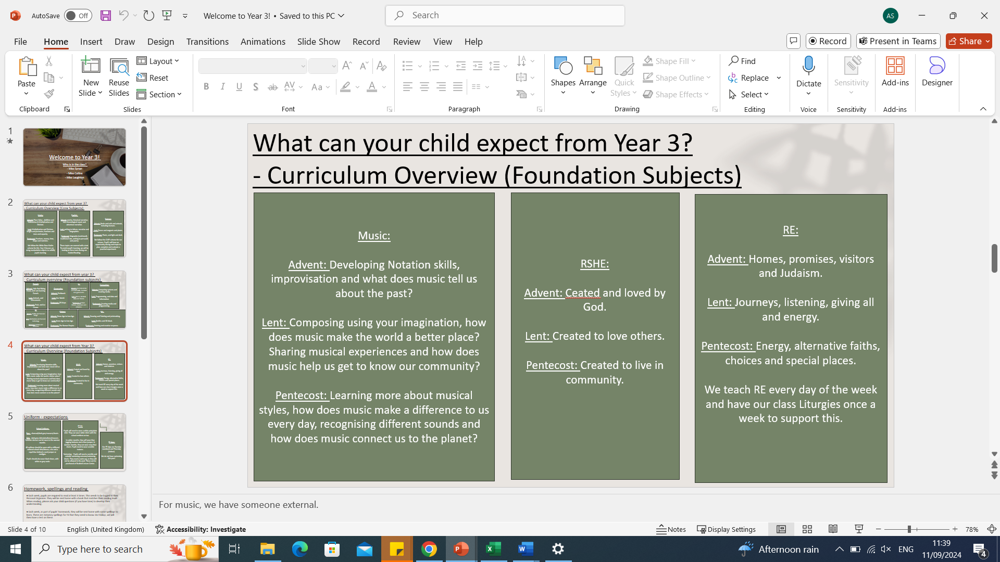 AutoSave Off Welcome to Year 3! • Saved to this PC Search AS
File Home Insert Draw Design Transitions Animations Slide Show Record Review View Help Record Present in Teams Share
Paste
Clipboard
New Slide
Reuse Slides
Layout
Reset
Section
Slides
Font
Paragraph
Shapes
Arrange
Quick Styles
Shape Fill
Shape Outline
Shape Effects
Drawing
Find
Replace
Select
Editing
Dictate
Voice
Sensitivity
Sensitivity
Add-ins
Add-ins
Designer
1
Welcome to Year 3!
Who is in the class?
- Miss Synan
- Miss Collins
- Miss Laughton
2
What can your child expect from year 3?
- Curriculum Overview (Core Subjects)
3
What can your child expect from year 3?
- Curriculum overview (Foundation subjects)
4
What can your child expect from Year 3?
- Curriculum Overview (Foundation Subjects)
5
Uniform - expectations
6
Homework, spellings and reading
What can your child expect from Year 3?
- Curriculum Overview (Foundation Subjects)
Music:
Advent: Developing Notation skills,
improvisation and what does music tell us
about the past?
Lent: Composing using your imagination, how
does music make the world a better place?
Sharing musical experiences and how does
music help us get to know our community?
Pentecost: Learning more about musical
styles, how does music make a difference to us
every day, recognising different sounds and
how does music connect us to the planet?
RSHE:
Advent: Ceated and loved by
God.
Lent: Created to love others.
Pentecost: Created to live in
community.
RE:
Advent: Homes, promises, visitors
and Judaism.
Lent: Journeys, listening, giving all
and energy.
Pentecost: Energy, alternative faiths,
choices and special places.
We teach RE every day of the week
and have our class Liturgies once a
week to support this.
For music, we have someone external.
Slide 4 of 10 English (United Kingdom) Accessibility: Investigate Notes Display Settings 78%
Type here to search Afternoon rain ENG 11:39
11/09/2024 4